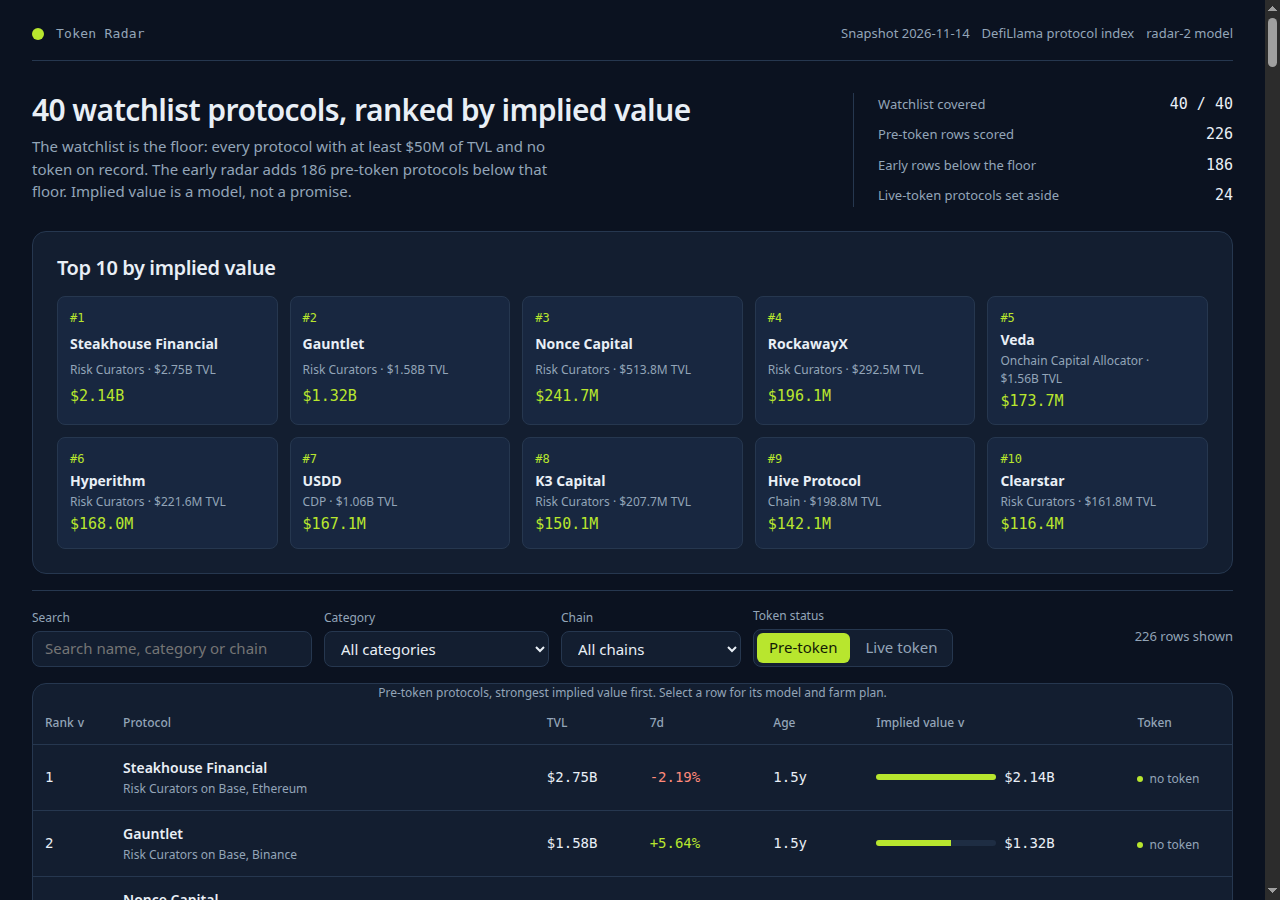 Token Radar
Snapshot 2026-11-14 DefiLlama protocol index radar-2 model
40 watchlist protocols, ranked by implied value
The watchlist is the floor: every protocol with at least $50M of TVL and no
token on record. The early radar adds 186 pre-token protocols below that
floor. Implied value is a model, not a promise.
Watchlist covered 40 / 40
Pre-token rows scored 226
Early rows below the floor 186
Live-token protocols set aside 24
Top 10 by implied value
#1
Steakhouse Financial
Risk Curators · $2.75B TVL
$2.14B
#2
Gauntlet
Risk Curators · $1.58B TVL
$1.32B
#3
Nonce Capital
Risk Curators · $513.8M TVL
$241.7M
#4
RockawayX
Risk Curators · $292.5M TVL
$196.1M
#5
Veda
Onchain Capital Allocator ·
$1.56B TVL
$173.7M
#6
Hyperithm
Risk Curators · $221.6M TVL
$168.0M
#7
USDD
CDP · $1.06B TVL
$167.1M
#8
K3 Capital
Risk Curators · $207.7M TVL
$150.1M
#9
Hive Protocol
Chain · $198.8M TVL
$142.1M
#10
Clearstar
Risk Curators · $161.8M TVL
$116.4M
Search
Search name, category or chain
Category
All categories
Chain
All chains
Token status
Pre-token Live token
226 rows shown
Pre-token protocols, strongest implied value first. Select a row for its model and farm plan.
Rank v Protocol TVL 7d Age Implied value v Token
1 Steakhouse Financial $2.75B -2.19% 1.5y $2.14B no token
Risk Curators on Base, Ethereum
2 Gauntlet $1.58B +5.64% 1.5y $1.32B no token
Risk Curators on Base, Binance
Nonce Capital